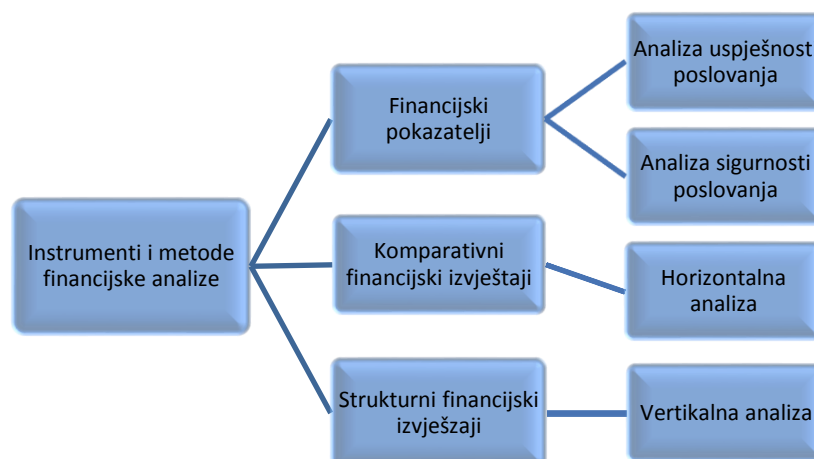 Instrumenti i metode
financijske analize
Financijski
pokazatelji
Komparativni
financijski izvještaji
Strukturni financijski
izvješzaji
Analiza uspješnosti
poslovanja
Analiza sigurnosti
poslovanja
Horizontalna
analiza
Vertikalna analiza